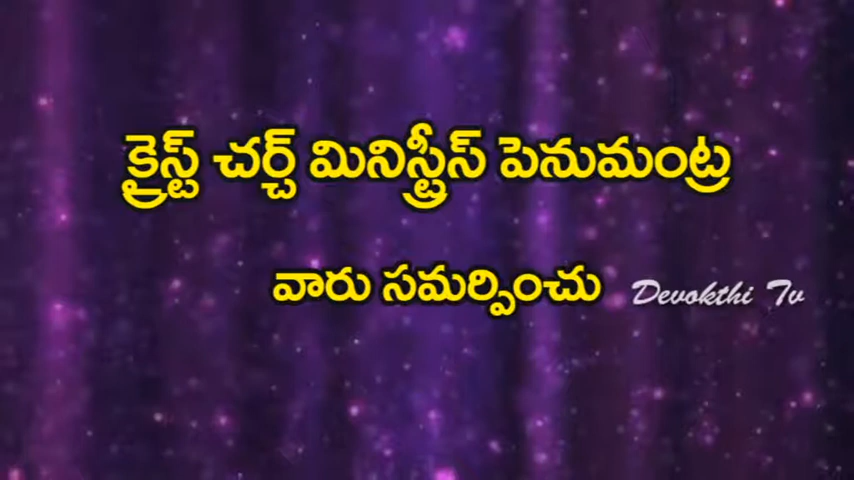 క్రైస్ట్ చర్చ్ మినిస్ట్రీస్ పెనుమంట్ర
వారు సమర్పించు
Devokthi Tv